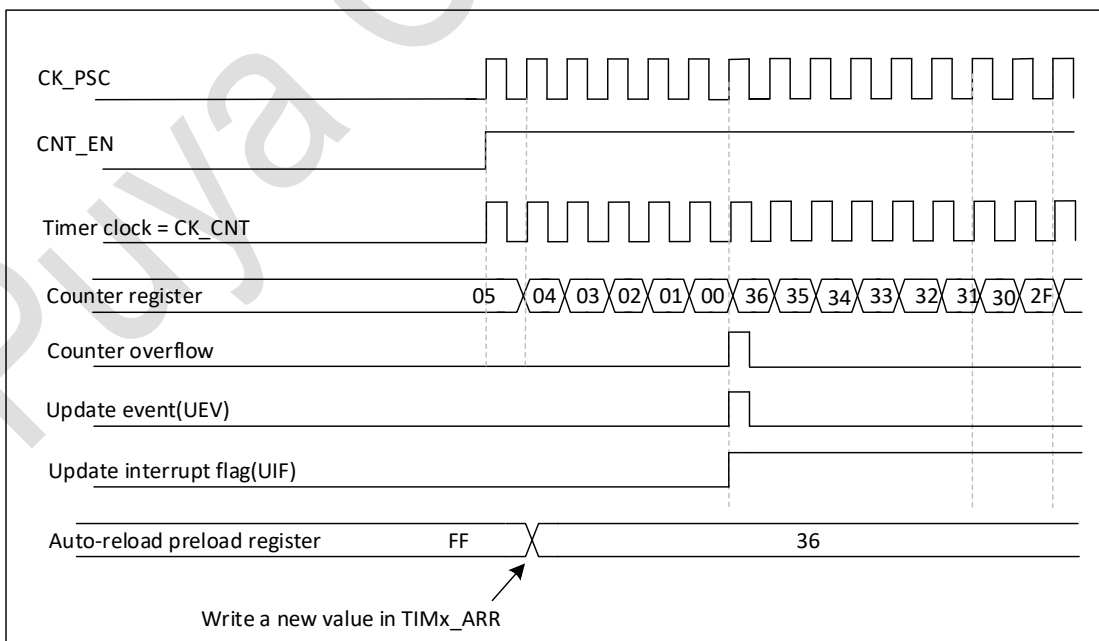 CK_PSC
CNT_EN
Timer clock = CK_CNT
Counter register 05 04 03 02 01 00 36 35 34 33 32 31 30 2F
Counter overflow
Update event(UEV)
Update interrupt flag(UIF)
Auto-reload preload register FF 36
Write a new value in TIMx_ARR
Puya